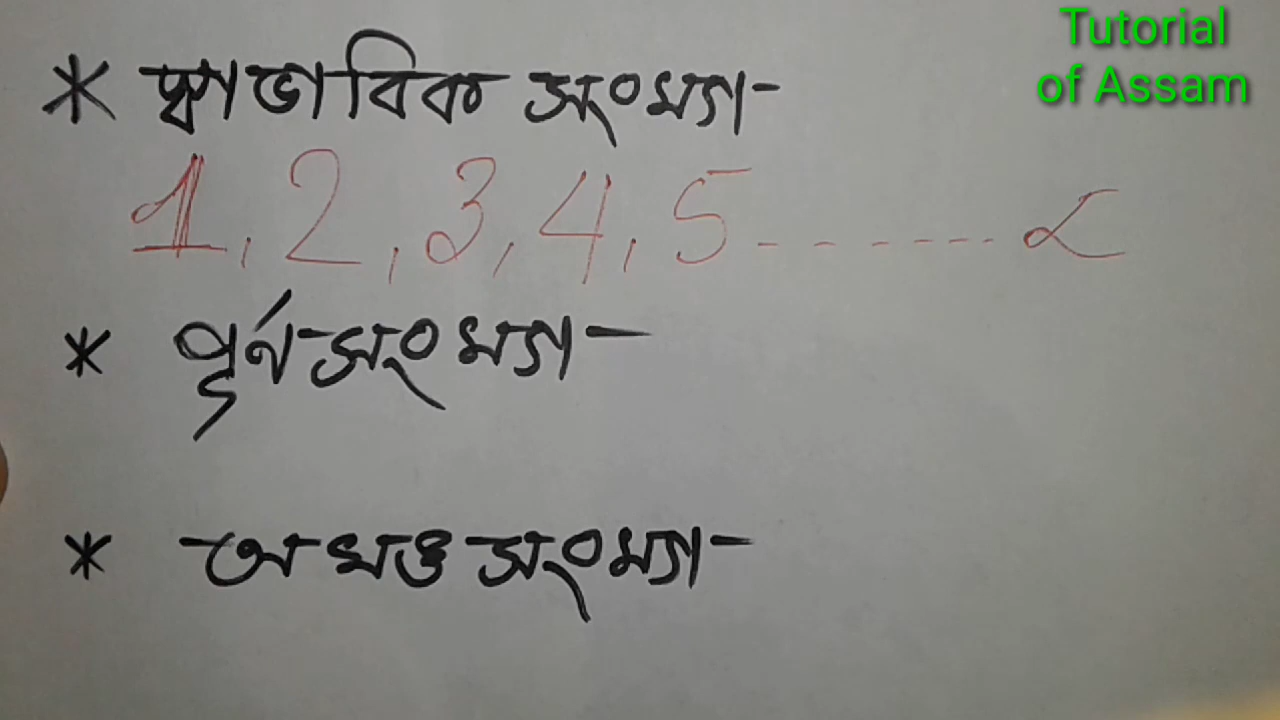 Tutorial
of Assam
* স্বাভাবিক সংখ্যা-
1, 2, 3, 4, 5 - - - - - - - ∝
* পূৰ্ণ সংখ্যা -
* অখণ্ড সংখ্যা -